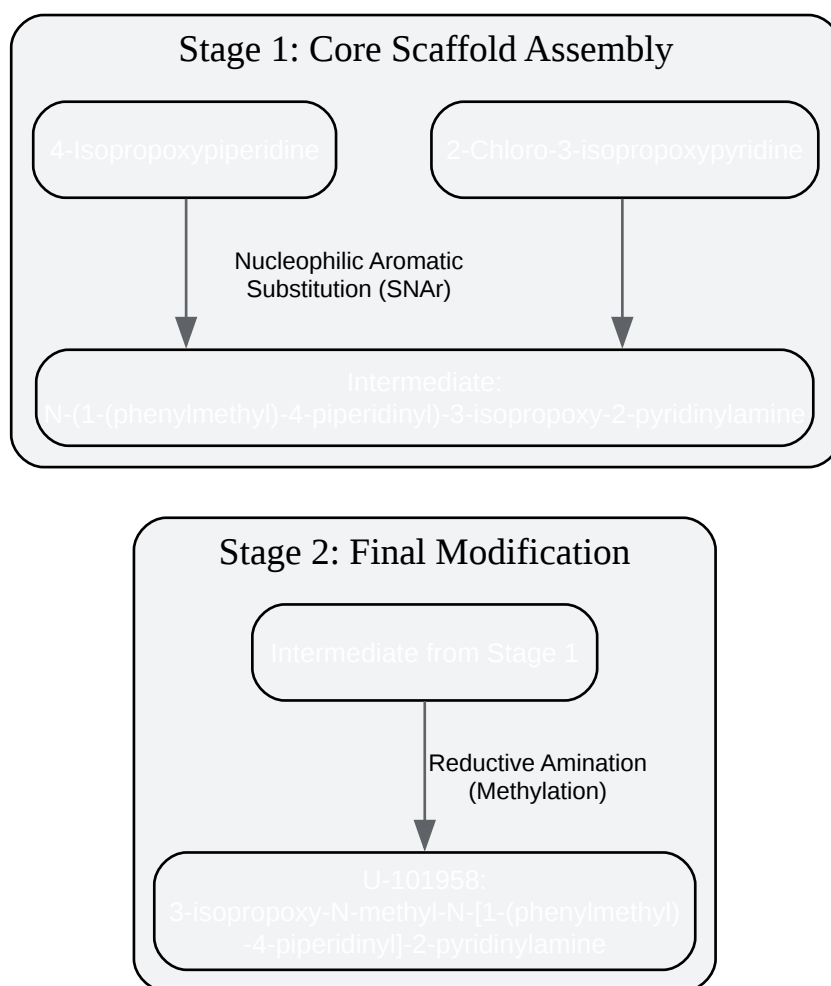 Stage 1: Core Scaffold Assembly
4-Isopropoxypiperidine
2-Chloro-3-isopropoxypyridine
Nucleophilic Aromatic
Substitution (SNAr)
Intermediate:
N-(1-(phenylmethyl)-4-piperidinyl)-3-isopropoxy-2-pyridinylamine
Stage 2: Final Modification
Intermediate from Stage 1
Reductive Amination
(Methylation)
U-101958:
3-isopropoxy-N-methyl-N-[1-(phenylmethyl)
-4-piperidinyl]-2-pyridinylamine